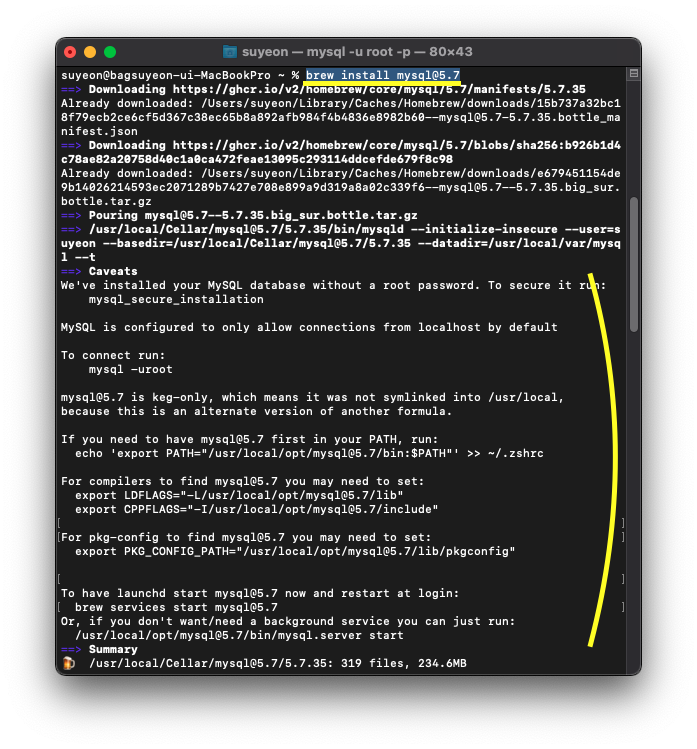 suyeon — mysql -u root -p — 80×43
suyeon@bagsuyeon-ui-MacBookPro ~ % brew install mysql@5.7
==> Downloading https://ghcr.io/v2/homebrew/core/mysql/5.7/manifests/5.7.35
Already downloaded: /Users/suyeon/Library/Caches/Homebrew/downloads/15b737a32bc1
8f79ecb2ce6cf5d367c38ec65b8a892afb984f4b4836e8982b60--mysql@5.7-5.7.35.bottle_ma
nifest.json
==> Downloading https://ghcr.io/v2/homebrew/core/mysql/5.7/blobs/sha256:b926b1d4
c78ae82a20758d40c1a0ca472feae13095c293114ddcefde679f8c98
Already downloaded: /Users/suyeon/Library/Caches/Homebrew/downloads/e679451154de
9b14026214593ec2071289b7427e708e899a9d319a8a02c339f6--mysql@5.7--5.7.35.big_sur.
bottle.tar.gz
==> Pouring mysql@5.7--5.7.35.big_sur.bottle.tar.gz
==> /usr/local/Cellar/mysql@5.7/5.7.35/bin/mysqld --initialize-insecure --user=s
uyeon --basedir=/usr/local/Cellar/mysql@5.7/5.7.35 --datadir=/usr/local/var/mysq
l --t
==> Caveats
We've installed your MySQL database without a root password. To secure it run:
    mysql_secure_installation
MySQL is configured to only allow connections from localhost by default
To connect run:
    mysql -uroot
mysql@5.7 is keg-only, which means it was not symlinked into /usr/local,
because this is an alternate version of another formula.
If you need to have mysql@5.7 first in your PATH, run:
  echo 'export PATH="/usr/local/opt/mysql@5.7/bin:$PATH"' >> ~/.zshrc
For compilers to find mysql@5.7 you may need to set:
  export LDFLAGS="-L/usr/local/opt/mysql@5.7/lib"
  export CPPFLAGS="-I/usr/local/opt/mysql@5.7/include"
[ ]
[For pkg-config to find mysql@5.7 you may need to set: ]
  export PKG_CONFIG_PATH="/usr/local/opt/mysql@5.7/lib/pkgconfig"
[ ]
To have launchd start mysql@5.7 now and restart at login:
[ brew services start mysql@5.7 ]
Or, if you don't want/need a background service you can just run:
  /usr/local/opt/mysql@5.7/bin/mysql.server start
==> Summary
🍺  /usr/local/Cellar/mysql@5.7/5.7.35: 319 files, 234.6MB